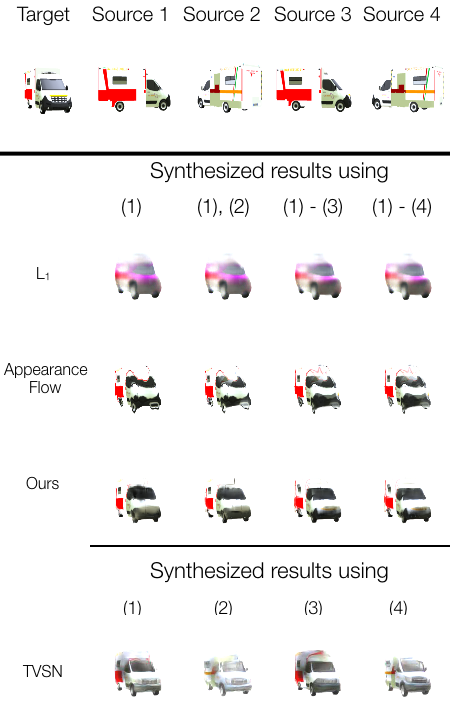 Target Source 1 Source 2 Source 3 Source 4
Synthesized results using
(1) (1), (2) (1) - (3) (1) - (4)
L₁
Appearance
Flow
Ours
Synthesized results using
(1) (2) (3) (4)
TVSN